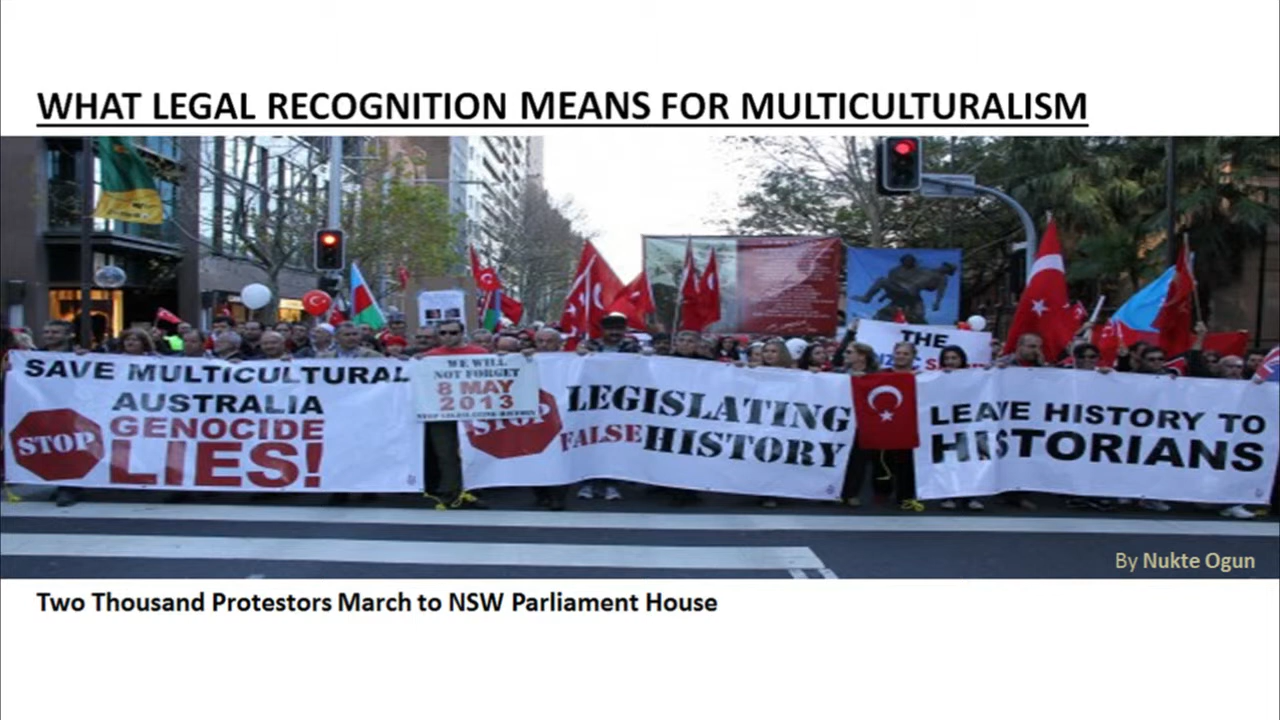 WHAT LEGAL RECOGNITION MEANS FOR MULTICULTURALISM
SAVE MULTICULTURAL
AUSTRALIA
STOP
GENOCIDE
LIES!
WE WILL
NOT FORGET
8 MAY
2013
STOP
LEGISLATING
FALSE HISTORY
THE
LEAVE HISTORY TO
HISTORIANS
By Nukte Ogun
Two Thousand Protestors March to NSW Parliament House